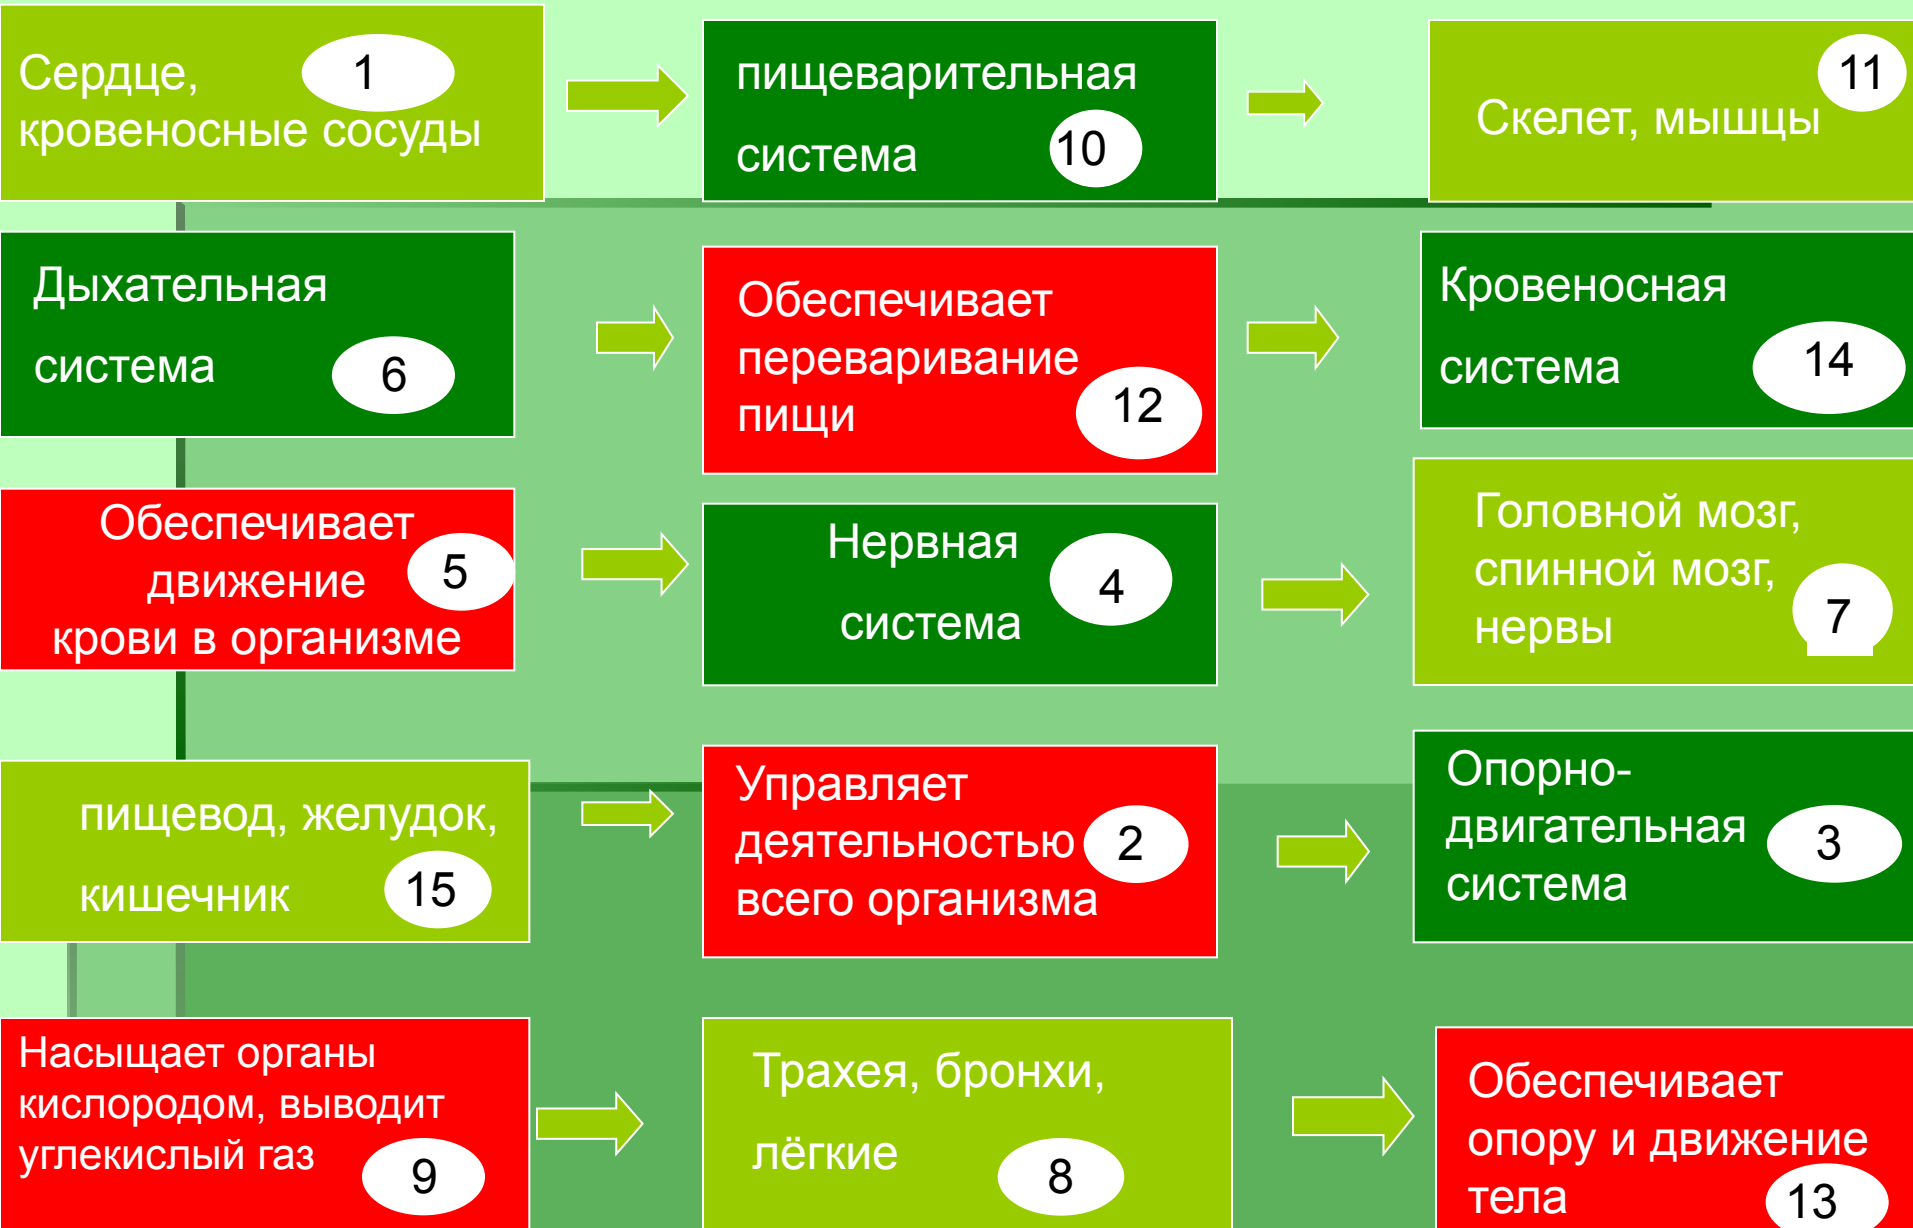 Сердце,
1
кровеносные сосуды
пищеварительная
система
10
11
Скелет, мышцы
Дыхательная
система
6
Обеспечивает
переваривание
12
пищи
Кровеносная
система
14
Обеспечивает
движение
5
крови в организме
Нервная
4
система
Головной мозг,
спинной мозг,
нервы
7
пищевод, желудок,
кишечник
15
Управляет
деятельностью
2
всего организма
Опорно-
двигательная
3
система
Насыщает органы
кислородом, выводит
углекислый газ
9
Трахея, бронхи,
лёгкие
8
Обеспечивает
опору и движение
тела
13